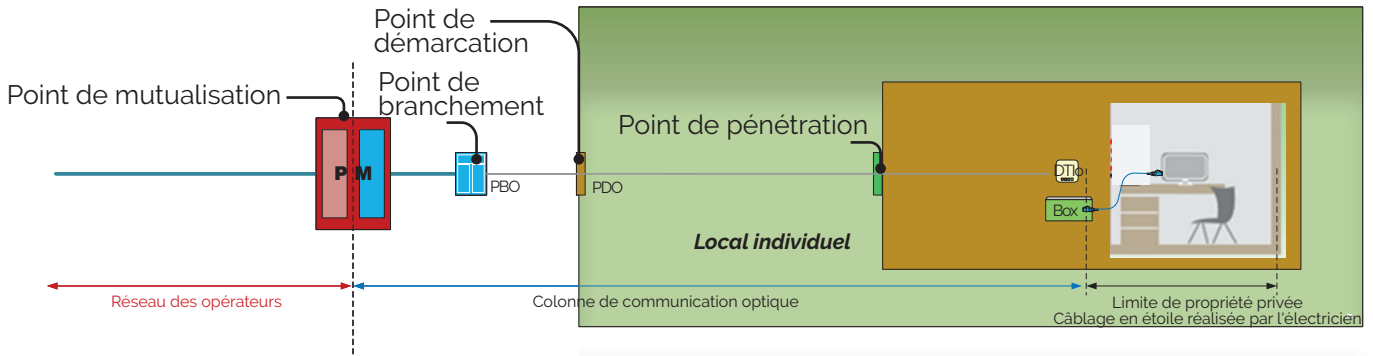 Point de
démarcation
Point de mutualisation
Point de
branchement
Point de pénétration
P M
PBO
PDO
DTIo
Box
Local individuel
Réseau des opérateurs
Colonne de communication optique
Limite de propriété privée
Câblage en étoile réalisée par l'électricien